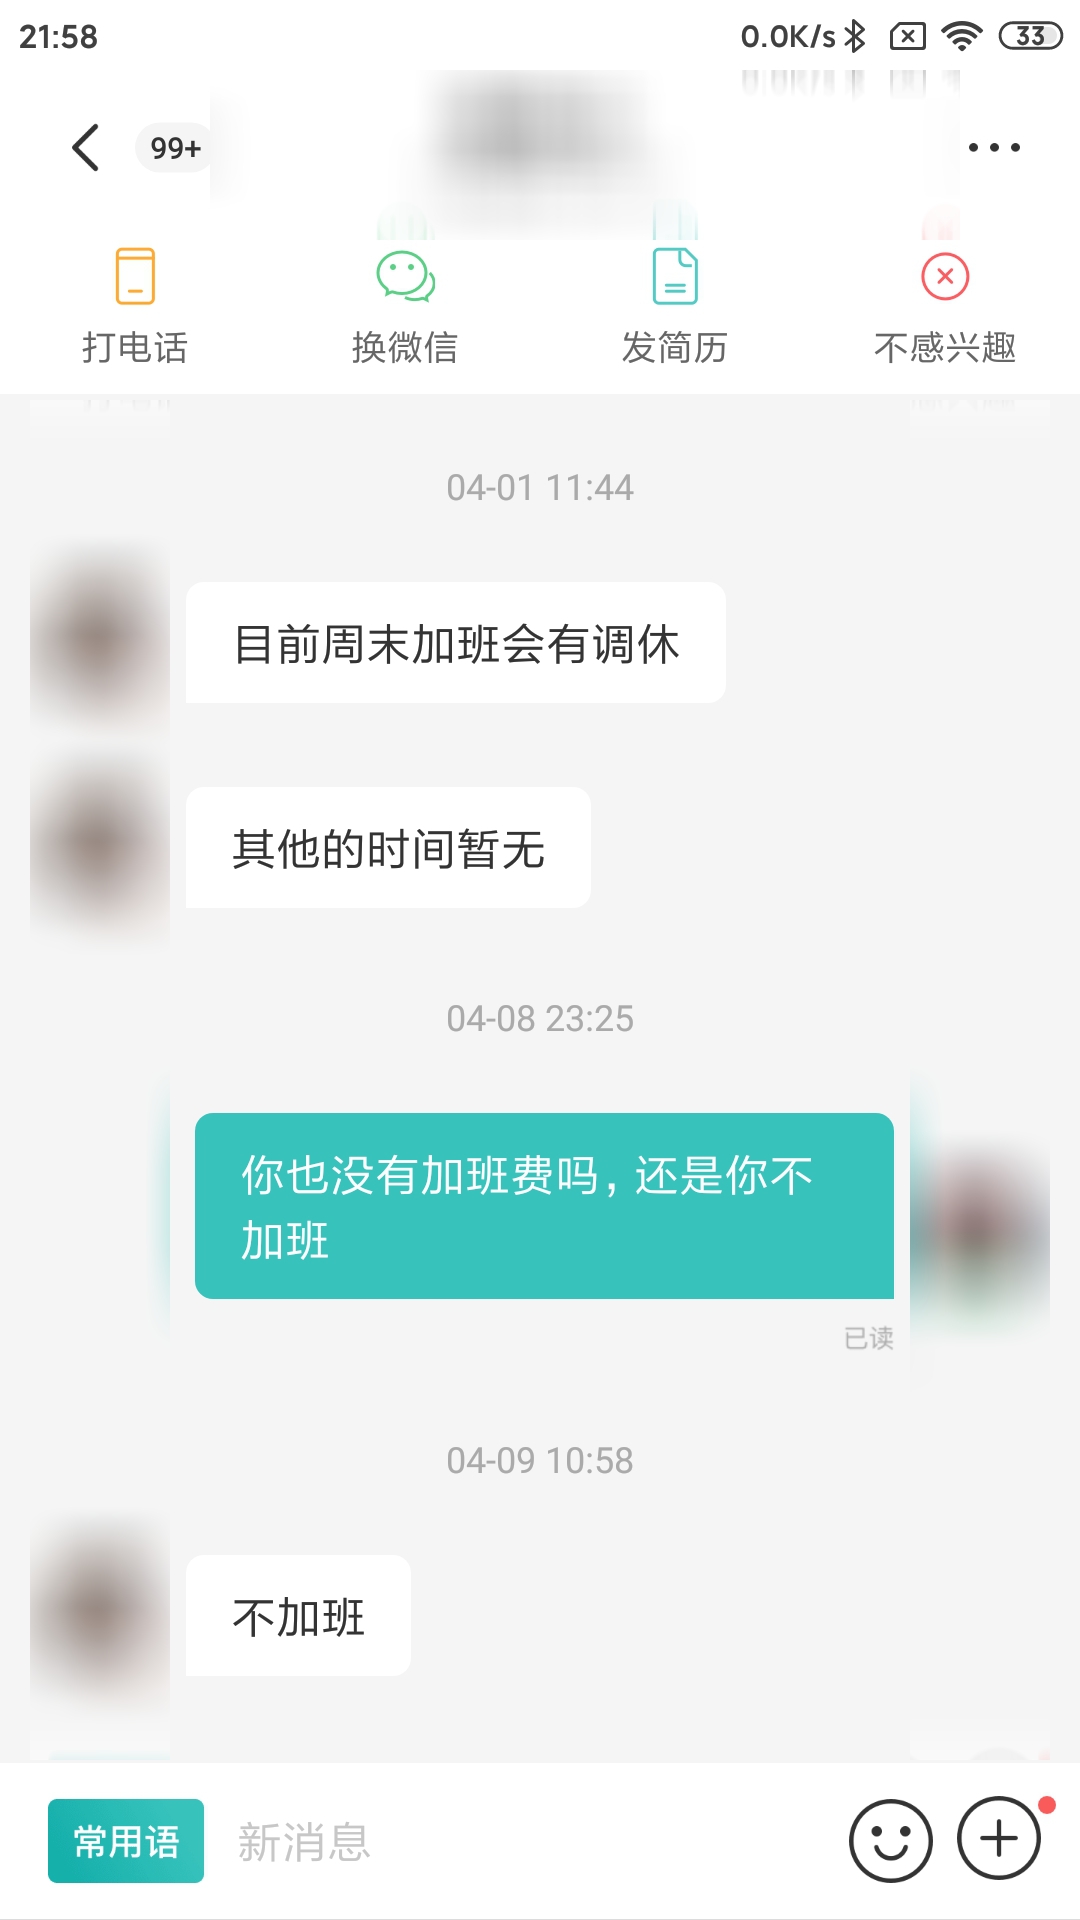 21:58 0.0K/s 33
99+
打电话 换微信 发简历 不感兴趣
04-01 11:44
目前周末加班会有调休
其他的时间暂无
04-08 23:25
你也没有加班费吗，还是你不
加班
已读
04-09 10:58
不加班
常用语 新消息